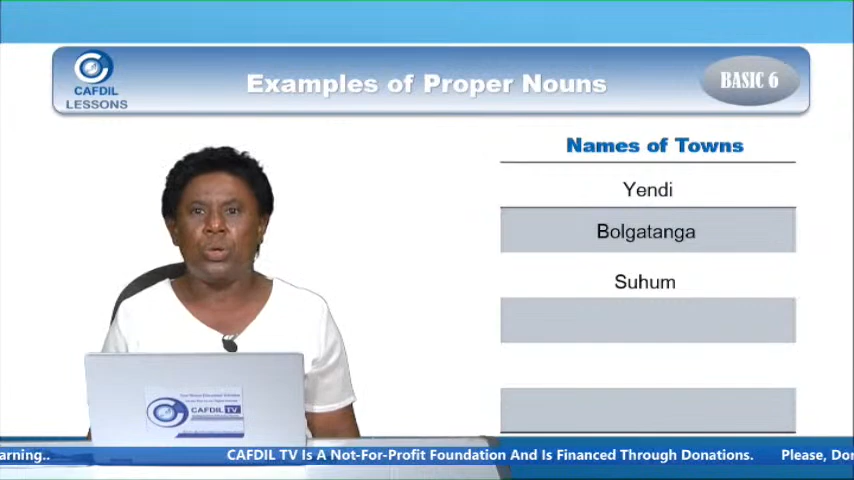 CAFDIL
LESSONS
Examples of Proper Nouns
BASIC 6
Names of Towns
Yendi
Bolgatanga
Suhum
CAFDIL TV
arning.. CAFDIL TV Is A Not-For-Profit Foundation And Is Financed Through Donations. Please, Dor